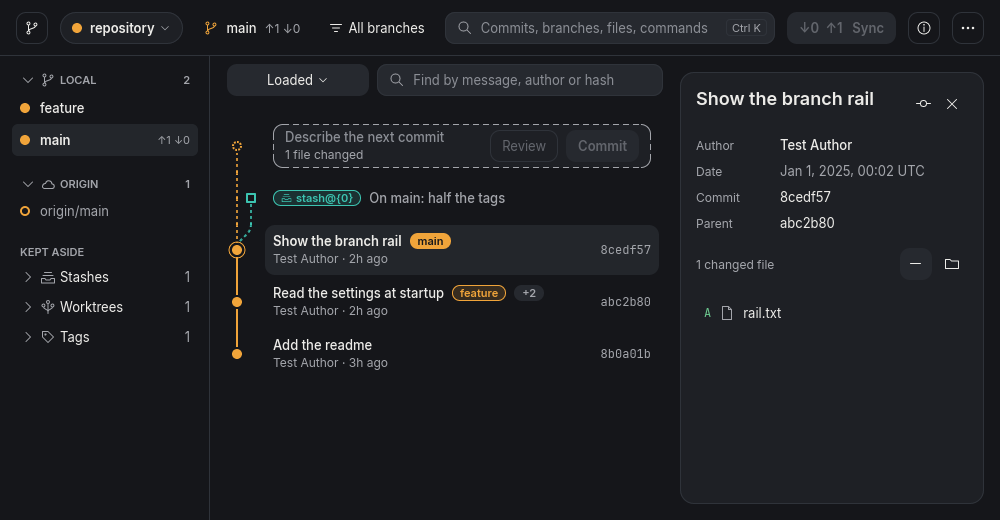 repository
main ↑1 ↓0
All branches
Commits, branches, files, commands Ctrl K
↓0 ↑1 Sync
LOCAL 2
feature
main ↑1 ↓0
ORIGIN 1
origin/main
KEPT ASIDE
Stashes 1
Worktrees 1
Tags 1
Loaded
Find by message, author or hash
Describe the next commit
1 file changed
Review
Commit
stash@{0} On main: half the tags
Show the branch rail main
Test Author · 2h ago
8cedf57
Read the settings at startup feature +2
Test Author · 2h ago
abc2b80
Add the readme
Test Author · 3h ago
8b0a01b
Show the branch rail
Author Test Author
Date Jan 1, 2025, 00:02 UTC
Commit 8cedf57
Parent abc2b80
1 changed file
A rail.txt